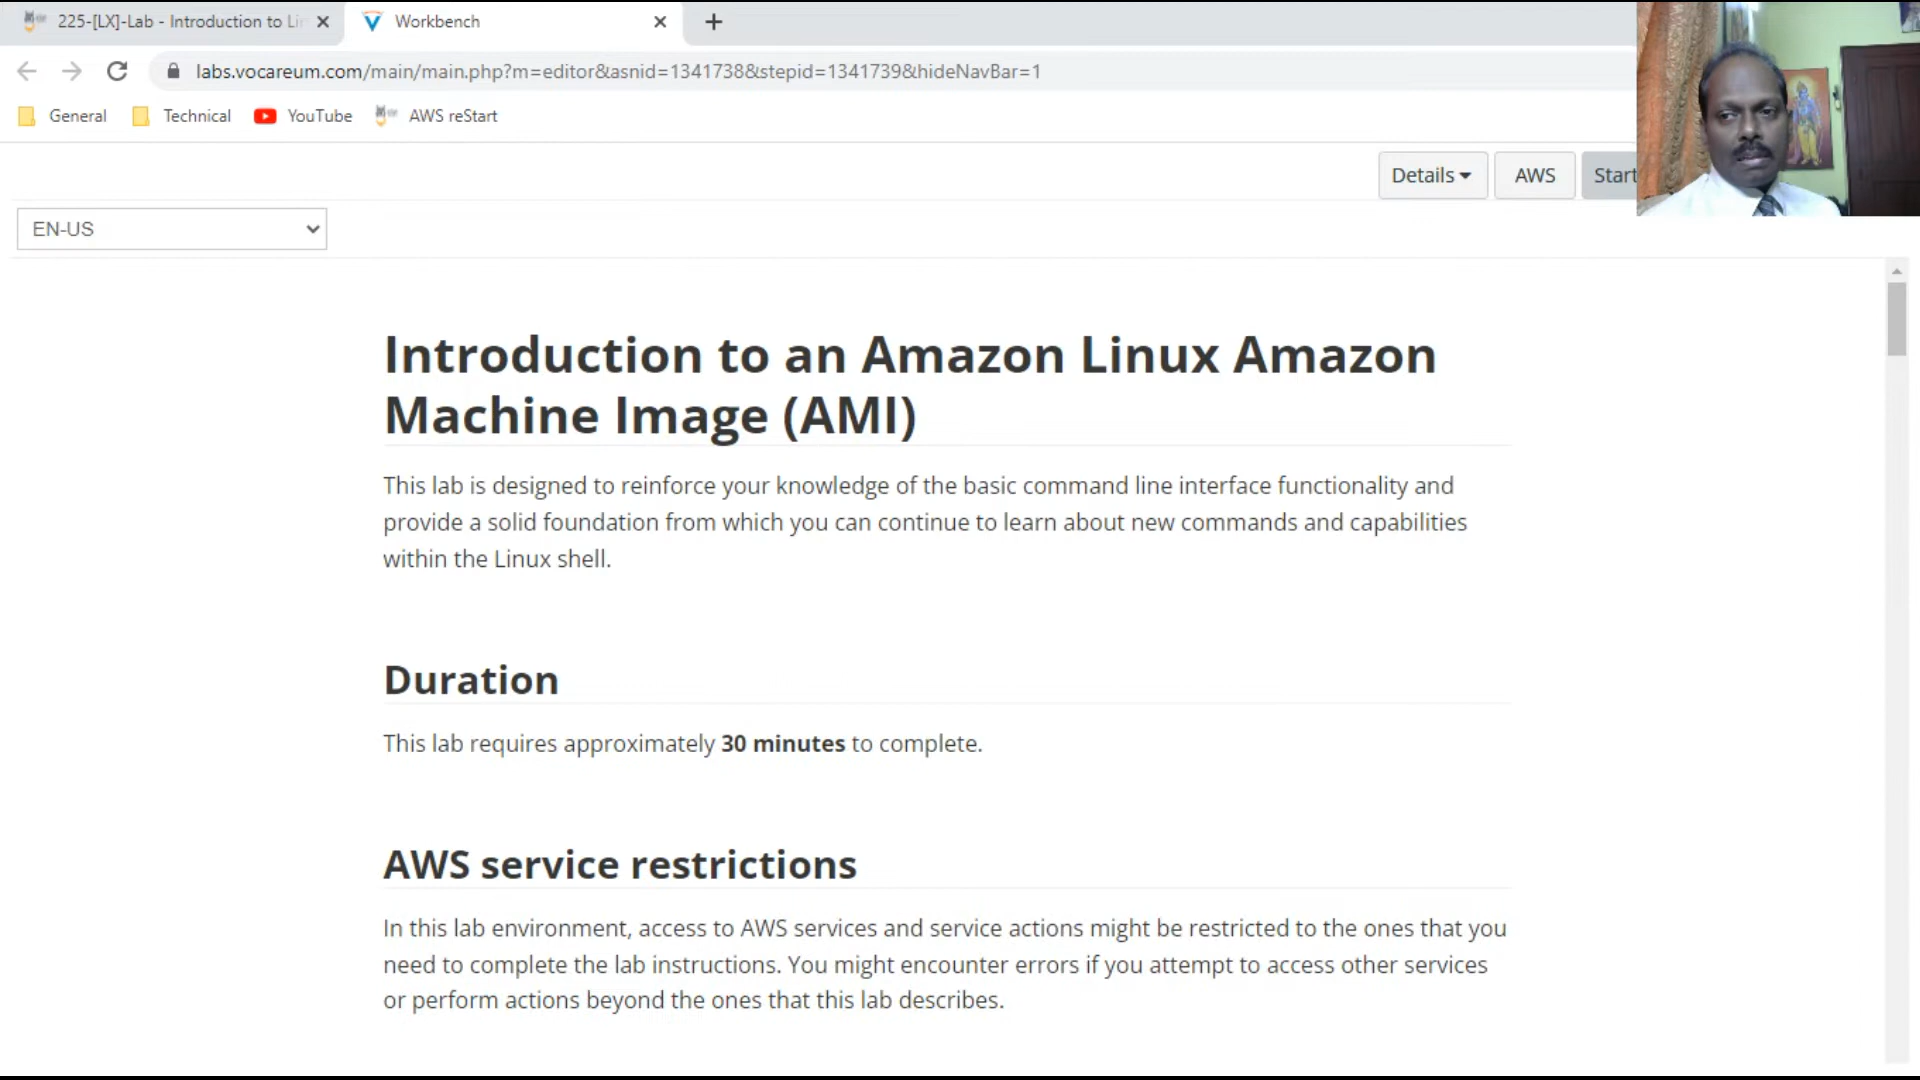 225-[LX]-Lab - Introduction to Li
Workbench
labs.vocareum.com/main/main.php?m=editor&asnid=1341738&stepid=1341739&hideNavBar=1
General
Technical
YouTube
AWS reStart
Details
AWS
Start
EN-US
Introduction to an Amazon Linux Amazon
Machine Image (AMI)
This lab is designed to reinforce your knowledge of the basic command line interface functionality and
provide a solid foundation from which you can continue to learn about new commands and capabilities
within the Linux shell.
Duration
This lab requires approximately 30 minutes to complete.
AWS service restrictions
In this lab environment, access to AWS services and service actions might be restricted to the ones that you
need to complete the lab instructions. You might encounter errors if you attempt to access other services
or perform actions beyond the ones that this lab describes.